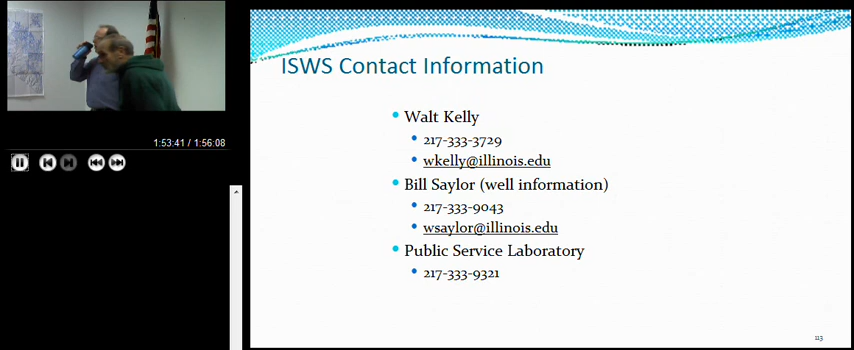 1:53:41 / 1:56:08
ISWS Contact Information
Walt Kelly
217-333-3729
wkelly@illinois.edu
Bill Saylor (well information)
217-333-9043
wsaylor@illinois.edu
Public Service Laboratory
217-333-9321
113